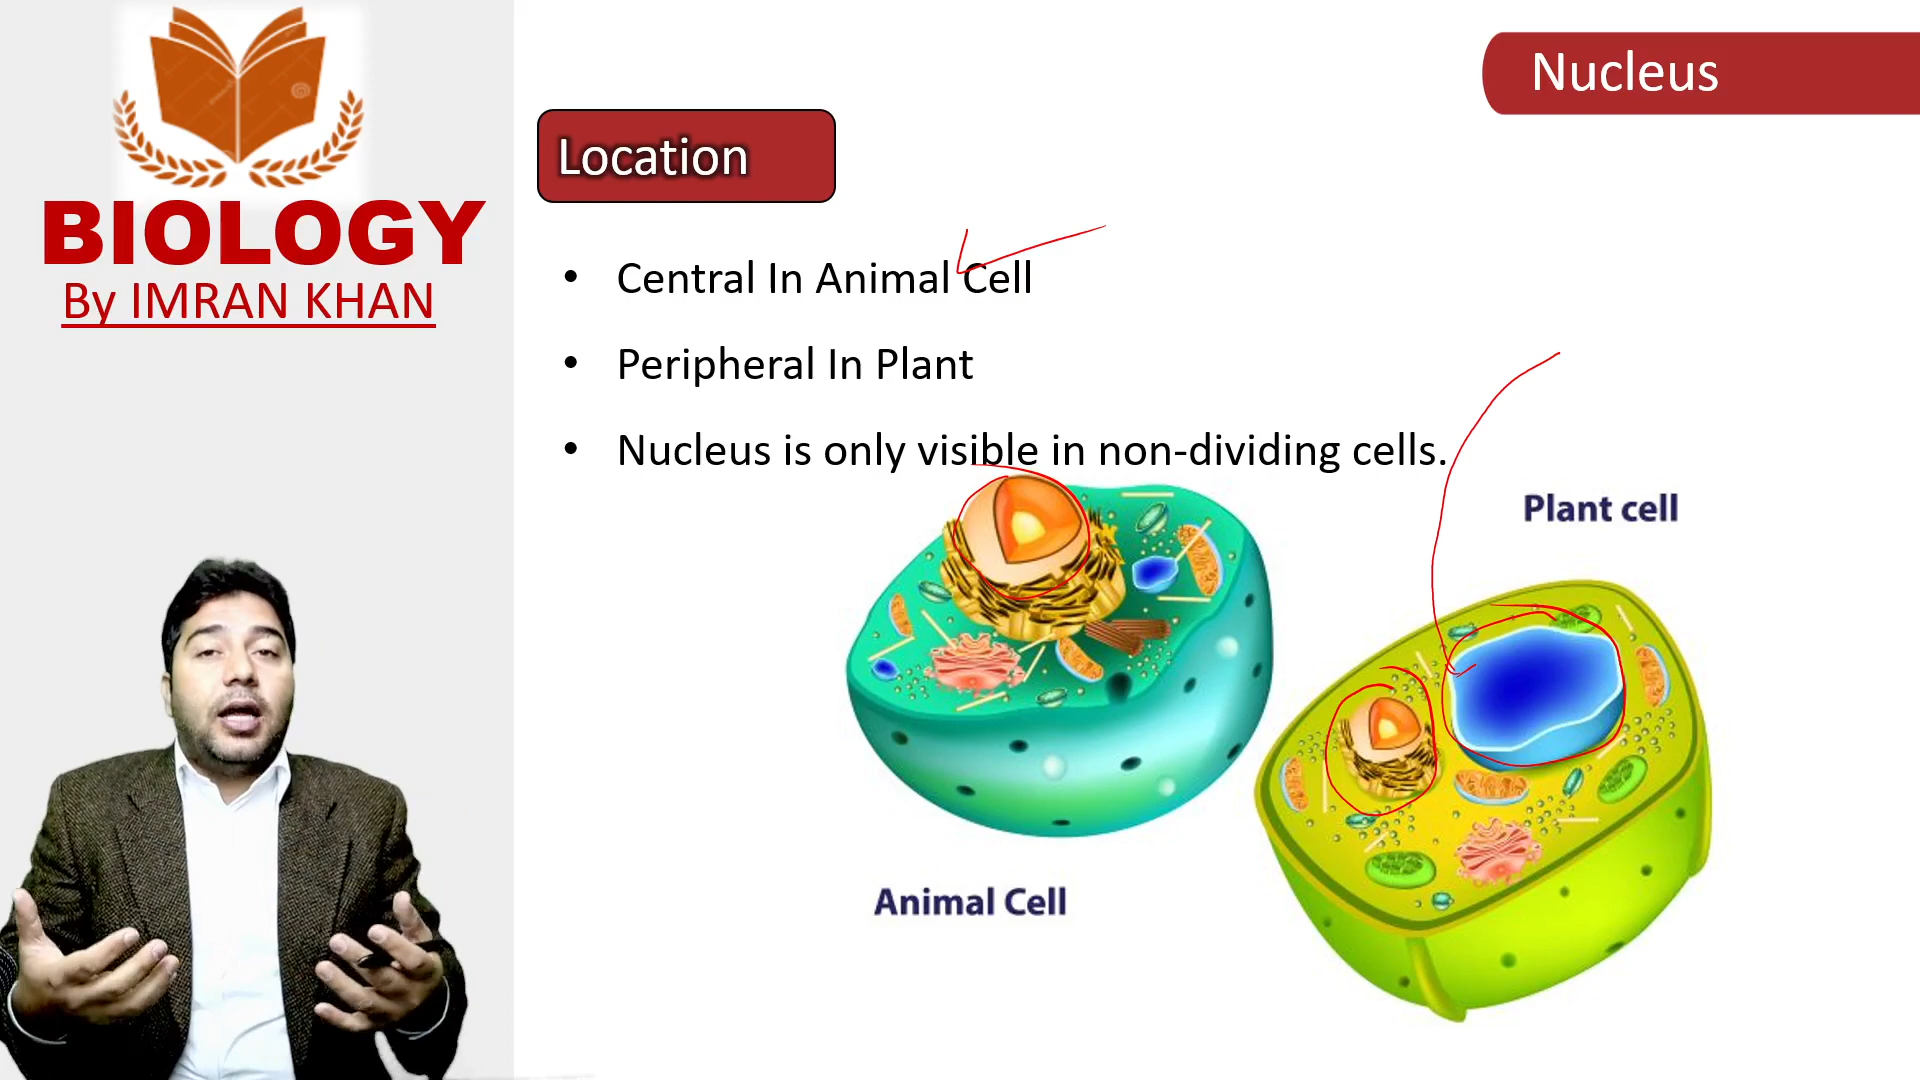 BIOLOGY
By IMRAN KHAN
Nucleus
Location
• Central In Animal Cell
• Peripheral In Plant
• Nucleus is only visible in non-dividing cells.
Plant cell
Animal Cell